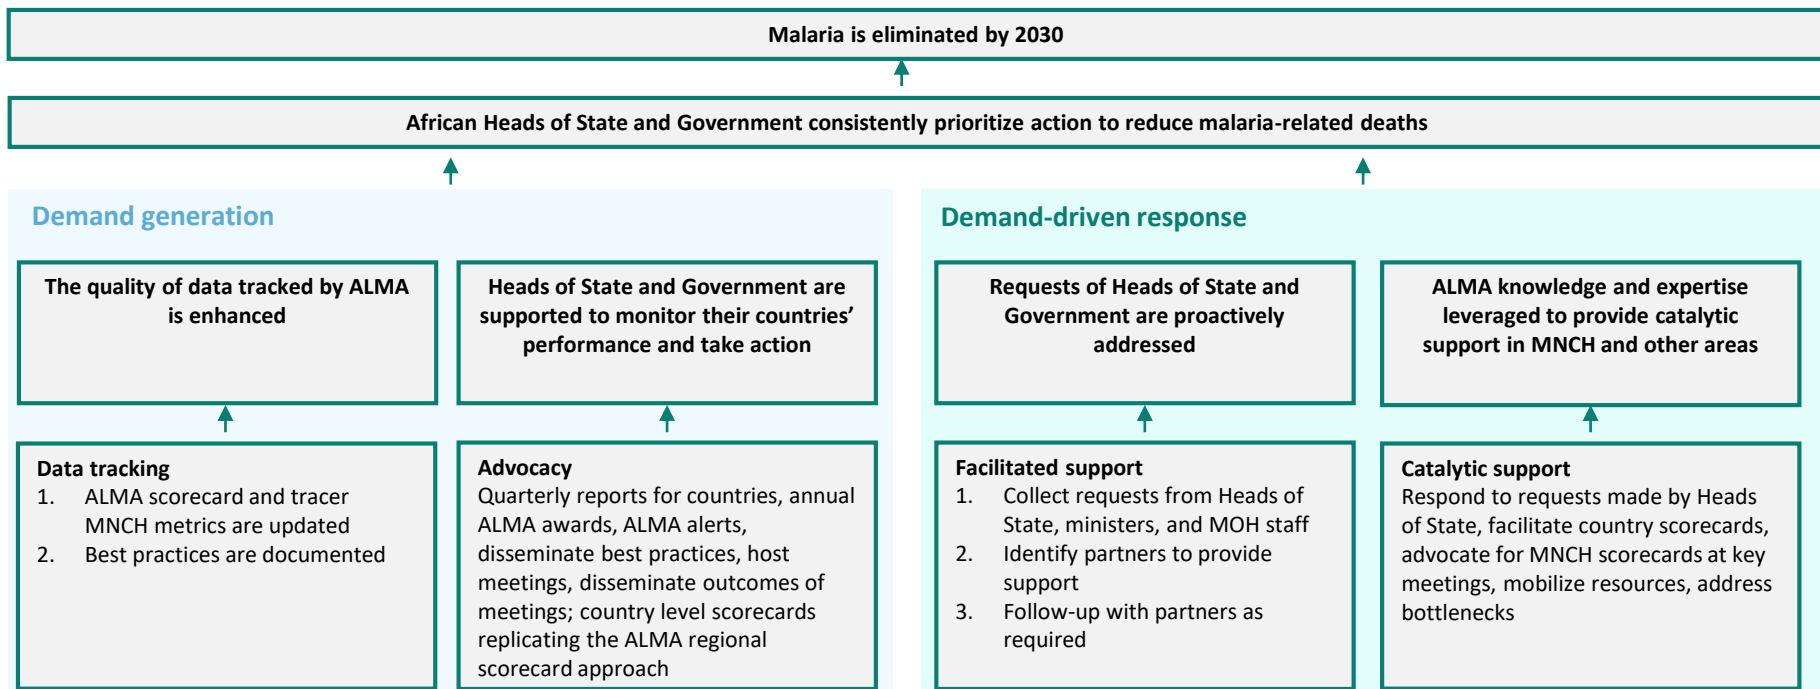 Malaria is eliminated by 2030
African Heads of State and Government consistently prioritize action to reduce malaria-related deaths
Demand generation
The quality of data tracked by ALMA
is enhanced
Heads of State and Government are
supported to monitor their countries’
performance and take action
Data tracking
1. ALMA scorecard and tracer
MNCH metrics are updated
2. Best practices are documented
Advocacy
Quarterly reports for countries, annual
ALMA awards, ALMA alerts,
disseminate best practices, host
meetings, disseminate outcomes of
meetings; country level scorecards
replicating the ALMA regional
scorecard approach
Demand-driven response
Requests of Heads of State and
Government are proactively
addressed
ALMA knowledge and expertise
leveraged to provide catalytic
support in MNCH and other areas
Facilitated support
1. Collect requests from Heads of
State, ministers, and MOH staff
2. Identify partners to provide
support
3. Follow-up with partners as
required
Catalytic support
Respond to requests made by Heads
of State, facilitate country scorecards,
advocate for MNCH scorecards at key
meetings, mobilize resources, address
bottlenecks